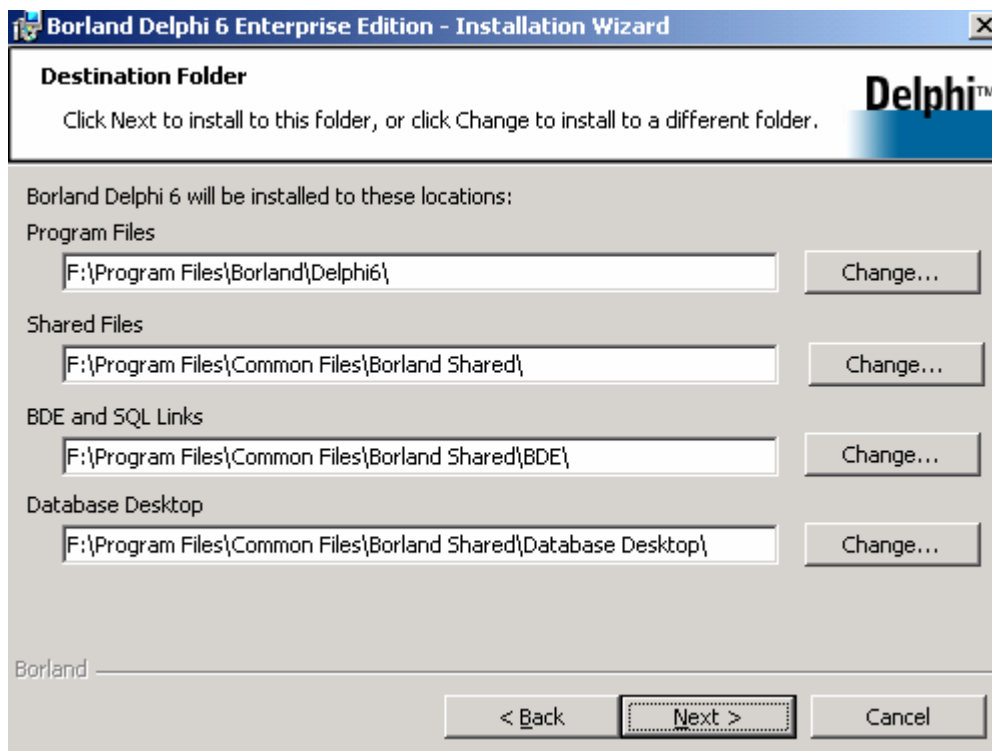 Borland Delphi 6 Enterprise Edition - Installation Wizard
Destination Folder
Click Next to install to this folder, or click Change to install to a different folder.
Delphi™
Borland Delphi 6 will be installed to these locations:
Program Files
F:\Program Files\Borland\Delphi6\
Change...
Shared Files
F:\Program Files\Common Files\Borland Shared\
Change...
BDE and SQL Links
F:\Program Files\Common Files\Borland Shared\BDE\
Change...
Database Desktop
F:\Program Files\Common Files\Borland Shared\Database Desktop\
Change...
Borland
< Back
Next >
Cancel